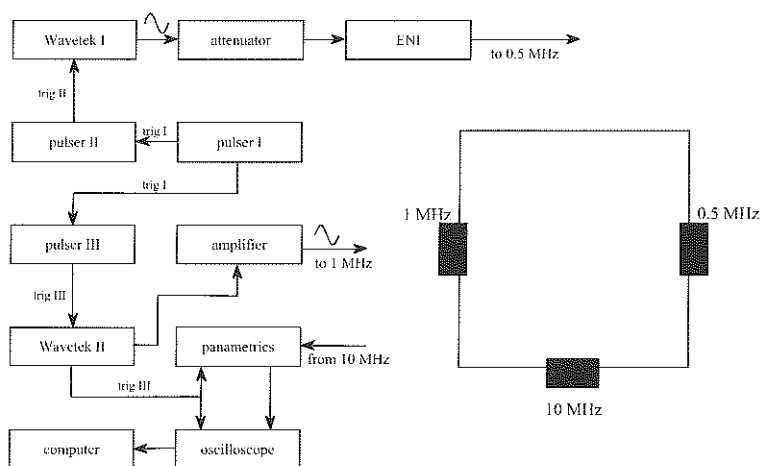 Wavetek I
attenuator
ENI
to 0.5 MHz
trig II
pulser II
trig I
pulser I
trig I
pulser III
amplifier
to 1 MHz
trig III
Wavetek II
panametrics
from 10 MHz
trig III
computer
oscilloscope
1 MHz
0.5 MHz
10 MHz